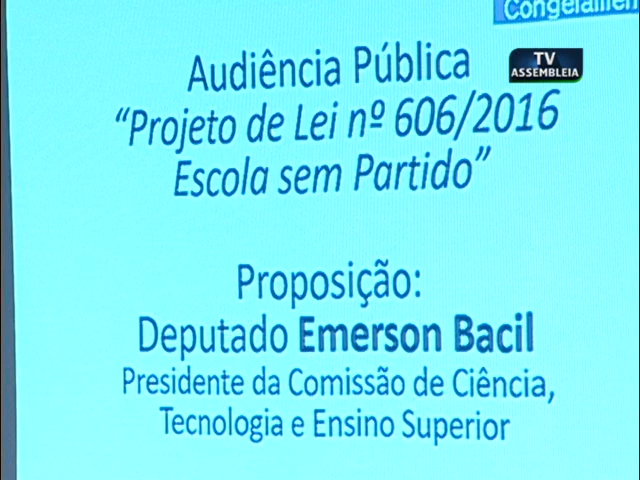 TV
ASSEMBLEIA
Audiência Pública
“Projeto de Lei nº 606/2016
Escola sem Partido”
Proposição:
Deputado Emerson Bacil
Presidente da Comissão de Ciência,
Tecnologia e Ensino Superior